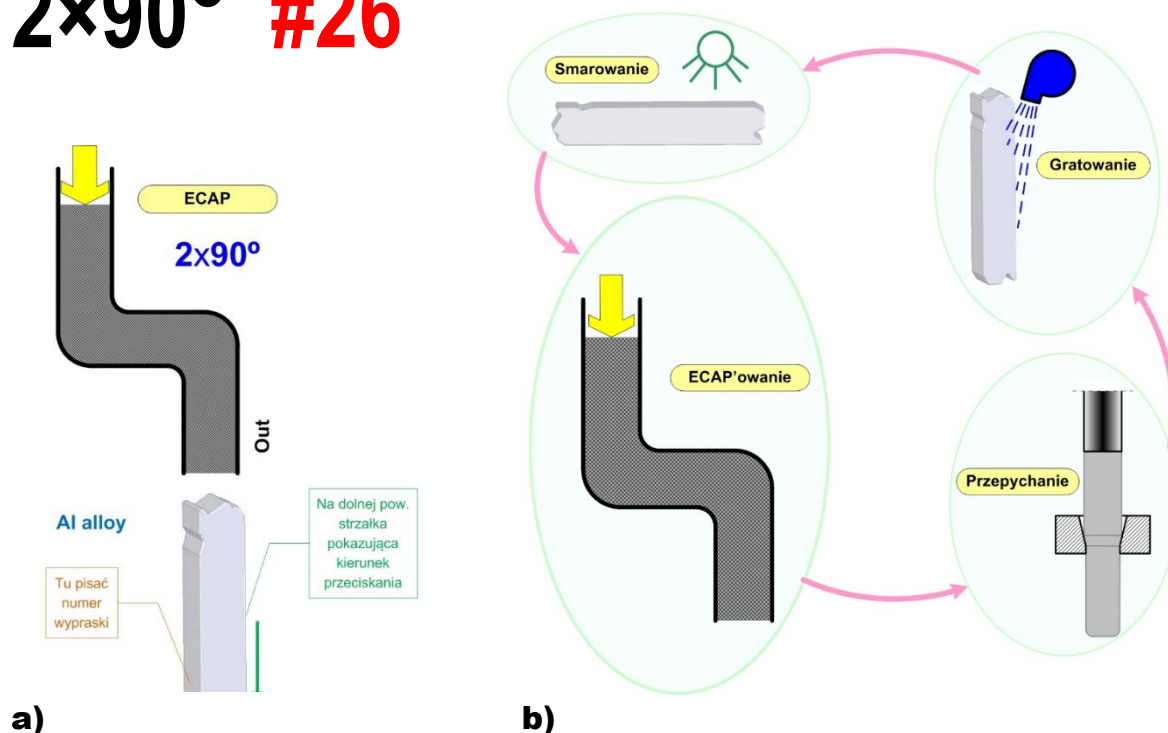 2×90° #26
ECAP
2x90º
Out
Al alloy
Na dolnej pow.
strzałka
pokazująca
kierunek
przeciskania
Tu pisać
numer
wypraski
a)
Smarowanie
Gratowanie
ECAP'owanie
Przepychanie
b)